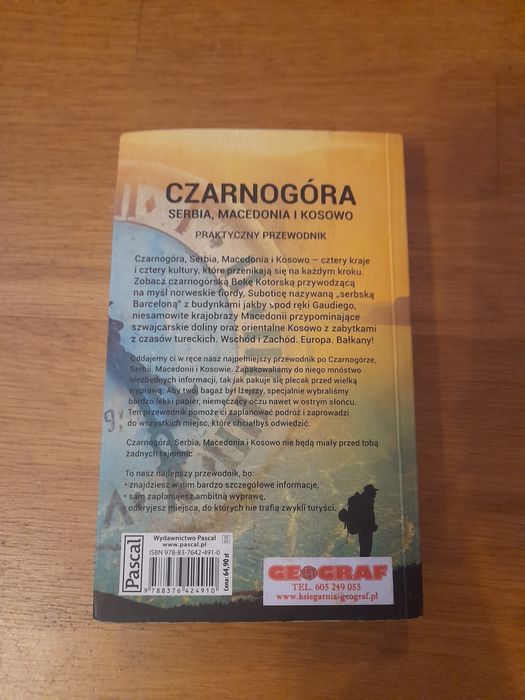 CZARNOGÓRA
SERBIA, MACEDONIA I KOSOWO
PRAKTYCZNY PRZEWODNIK
Czarnogóra, Serbia, Macedonia i Kosowo – cztery kraje
i cztery kultury, które przenikają się na każdym kroku.
Zobacz czarnogórską Bokę Kotorską przywodzącą
na myśl norweskie fiordy, Suboticę nazywaną „serbską
Barceloną” z budynkami jakby spod ręki Gaudiego,
niesamowite krajobrazy Macedonii przypominające
szwajcarskie doliny oraz orientalne Kosowo z zabytkami
z czasów tureckich. Wschód i Zachód. Europa. Bałkany!
Oddajemy ci w ręce nasz najpełniejszy przewodnik po Czarnogórze,
Serbii, Macedonii i Kosowie. Zapakowaliśmy do niego mnóstwo
niezbędnych informacji, tak jak pakuje się plecak przed wielką
wyprawą. Aby twój bagaż był lżejszy, specjalnie wybraliśmy
bardzo lekki papier, niemęczący oczu nawet w ostrym słońcu.
Ten przewodnik pomoże ci zaplanować podróż i zaprowadzi
do wszystkich miejsc, które chciałbyś odwiedzić.
Czarnogóra, Serbia, Macedonia i Kosowo nie będą miały przed tobą
żadnych tajemnic.
To nasz najlepszy przewodnik, bo:
• znajdziesz w nim bardzo szczegółowe informacje,
• sam zaplanujesz ambitną wyprawę,
• odkryjesz miejsca, do których nie trafią zwykli turyści.
Pascal
Wydawnictwo Pascal
www.pascal.pl
ISBN 978-83-7642-491-0
9 788376 424910
Cena: 64,90 zł
GEOGRAF
TEL. 605 249 055
www.ksiegarnia-geograf.pl